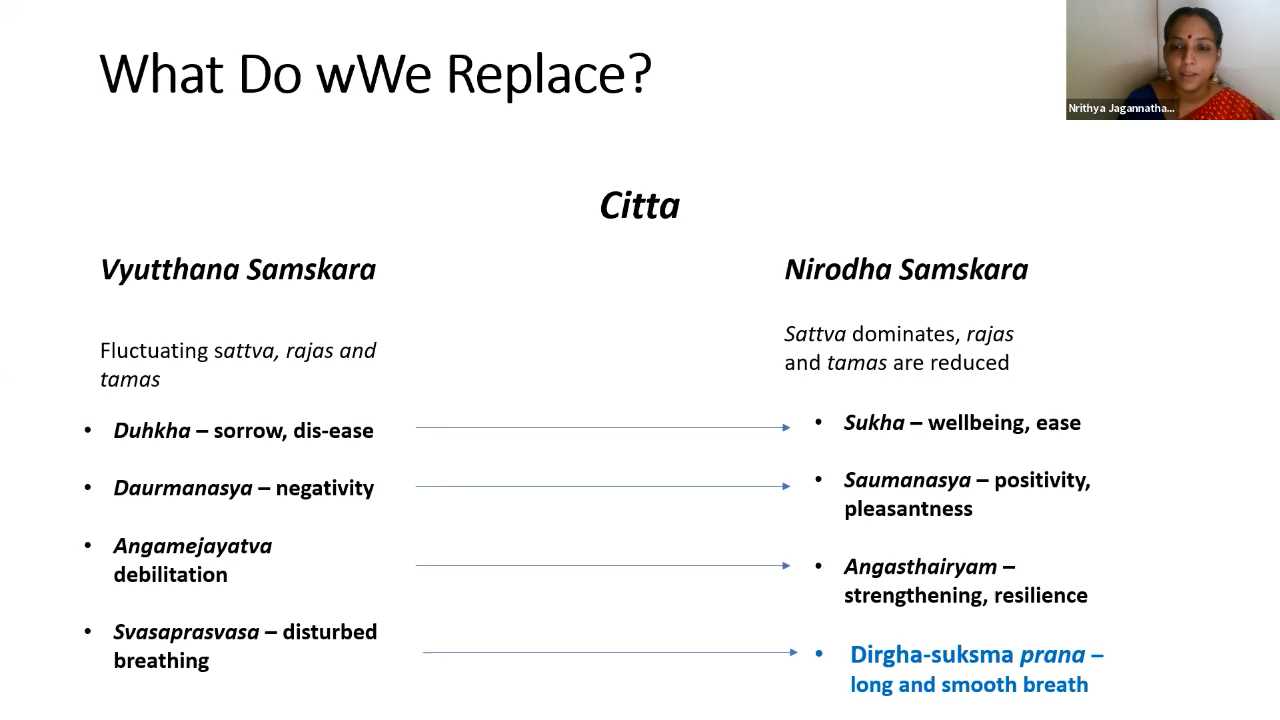 What Do wWe Replace?
Nrithya Jagannatha...
Citta
Vyutthana Samskara
Fluctuating sattva, rajas and
tamas
• Duhkha – sorrow, dis-ease
• Daurmanasya – negativity
• Angamejayatva
debilitation
• Svasaprasvasa – disturbed
breathing
Nirodha Samskara
Sattva dominates, rajas
and tamas are reduced
• Sukha – wellbeing, ease
• Saumanasya – positivity,
pleasantness
• Angasthairyam –
strengthening, resilience
• Dirgha-suksma prana –
long and smooth breath